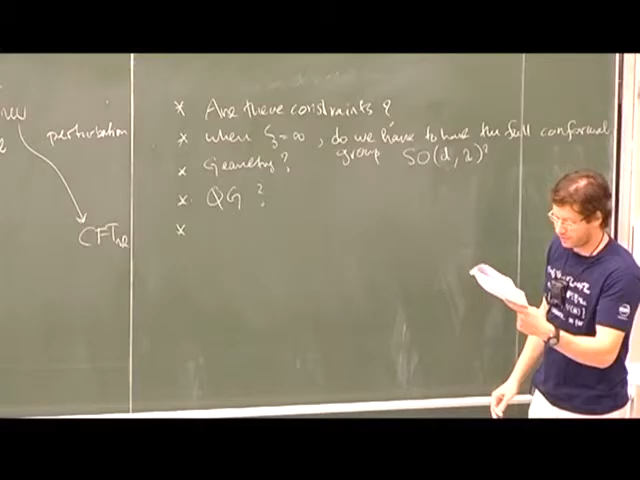 perturbation
CFT
* Are there constraints ?
* when ξ = ∞ , do we have to have the full conformal
group SO(d,2)?
* Geometry ?
* QG ?
*